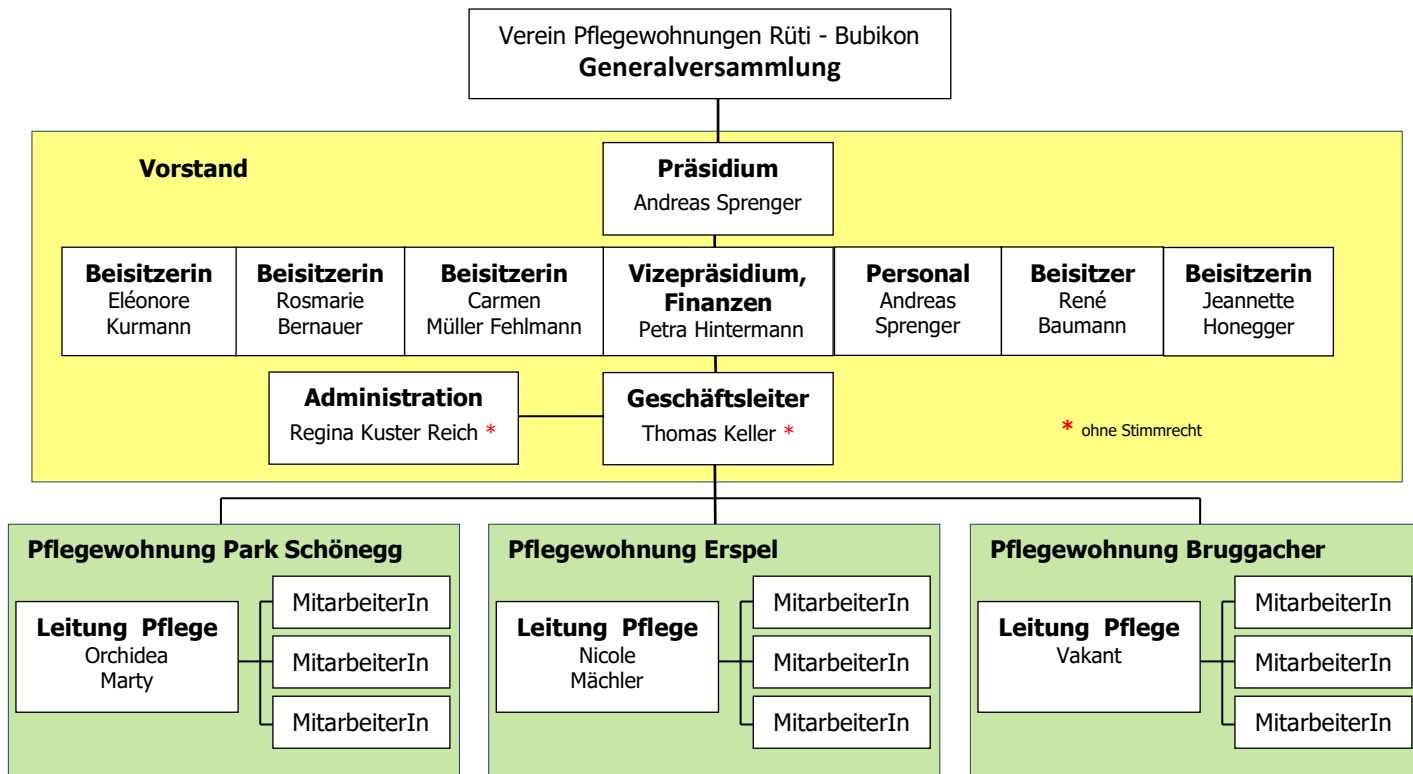 Verein Pflegewohnungen Rüti - Bubikon
Generalversammlung
Vorstand
Präsidium
Andreas Sprenger
Beisitzerin
Eléonore
Kurmann
Beisitzerin
Rosmarie
Bernauer
Beisitzerin
Carmen
Müller Fehlmann
Vizepräsidium,
Finanzen
Petra Hintermann
Personal
Andreas
Sprenger
Beisitzer
René
Baumann
Beisitzerin
Jeannette
Honegger
Administration
Regina Kuster Reich *
Geschäftsleiter
Thomas Keller *
* ohne Stimmrecht
Pflegewohnung Park Schönegg
Leitung Pflege
Orchidea
Marty
MitarbeiterIn
MitarbeiterIn
MitarbeiterIn
Pflegewohnung Erspel
Leitung Pflege
Nicole
Mächler
MitarbeiterIn
MitarbeiterIn
MitarbeiterIn
Pflegewohnung Bruggacher
Leitung Pflege
Vakant
MitarbeiterIn
MitarbeiterIn
MitarbeiterIn